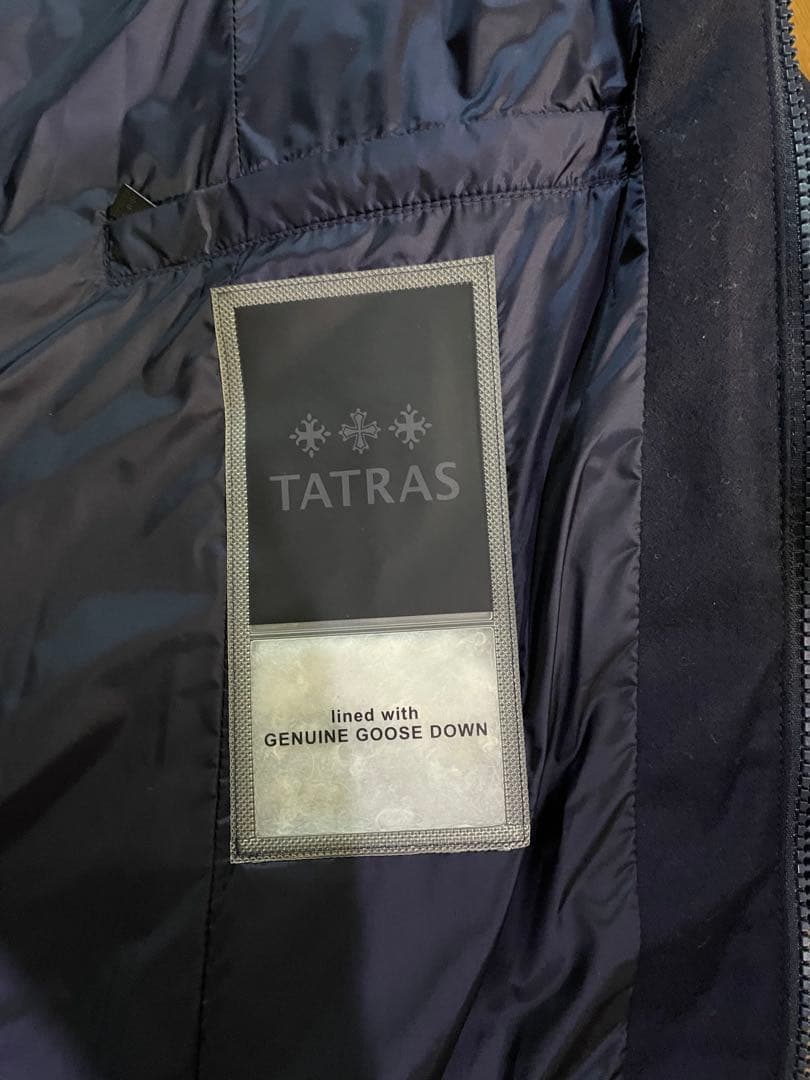 TATRAS
lined with
GENUINE GOOSE DOWN